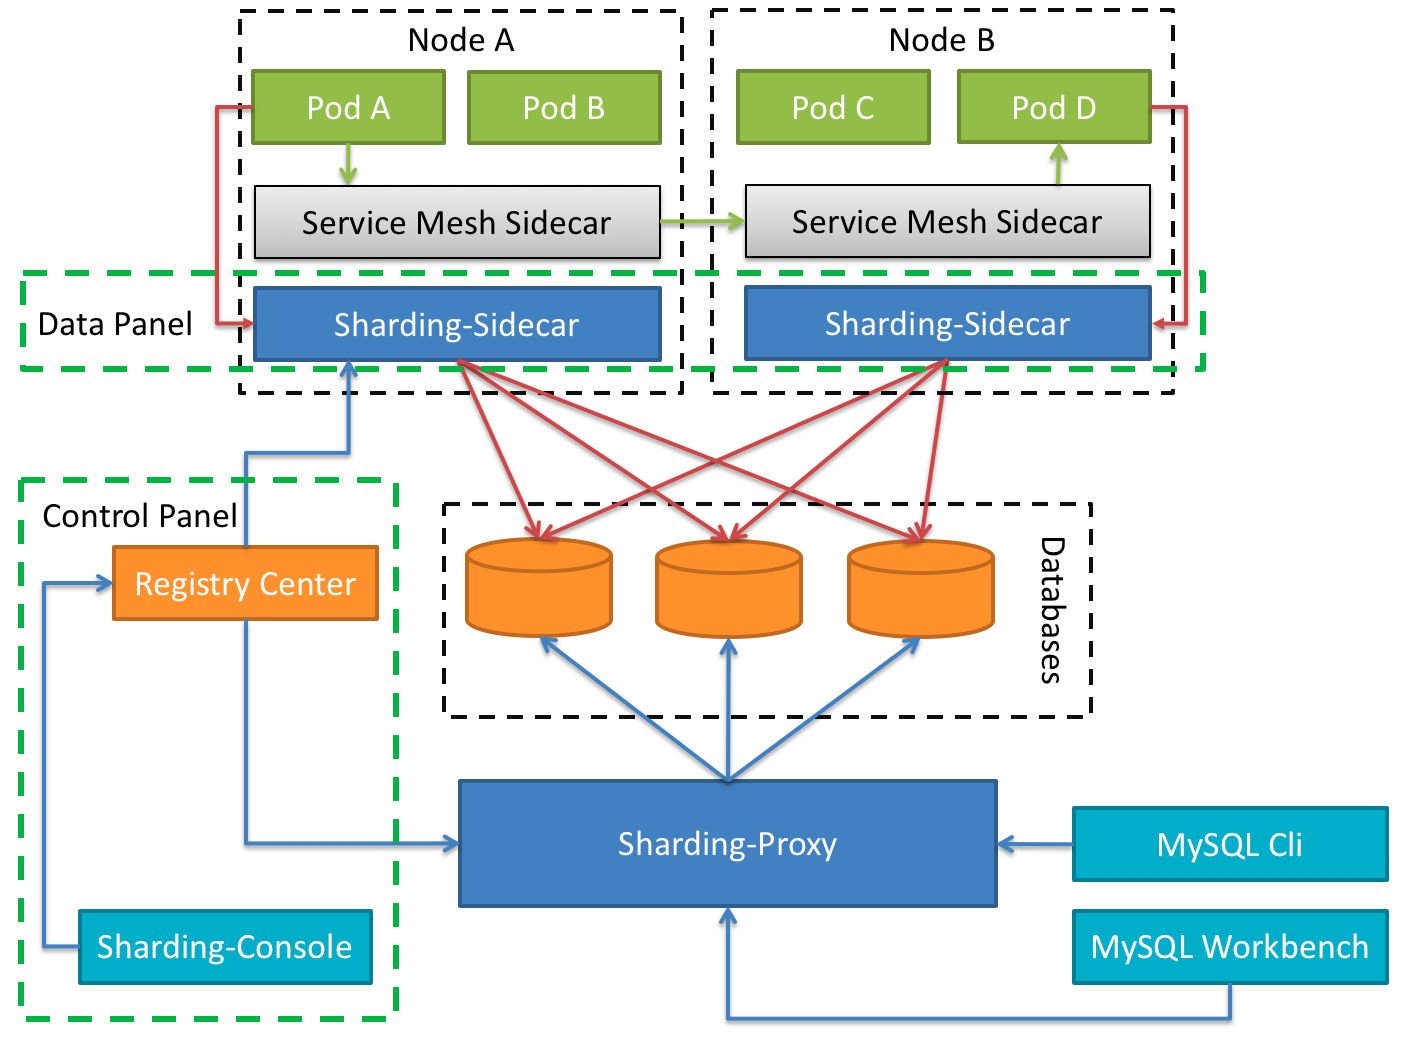 Node A
Node B
Pod A
Pod B
Pod C
Pod D
Service Mesh Sidecar
Service Mesh Sidecar
Data Panel
Sharding-Sidecar
Sharding-Sidecar
Control Panel
Registry Center
Databases
Sharding-Proxy
MySQL Cli
Sharding-Console
MySQL Workbench